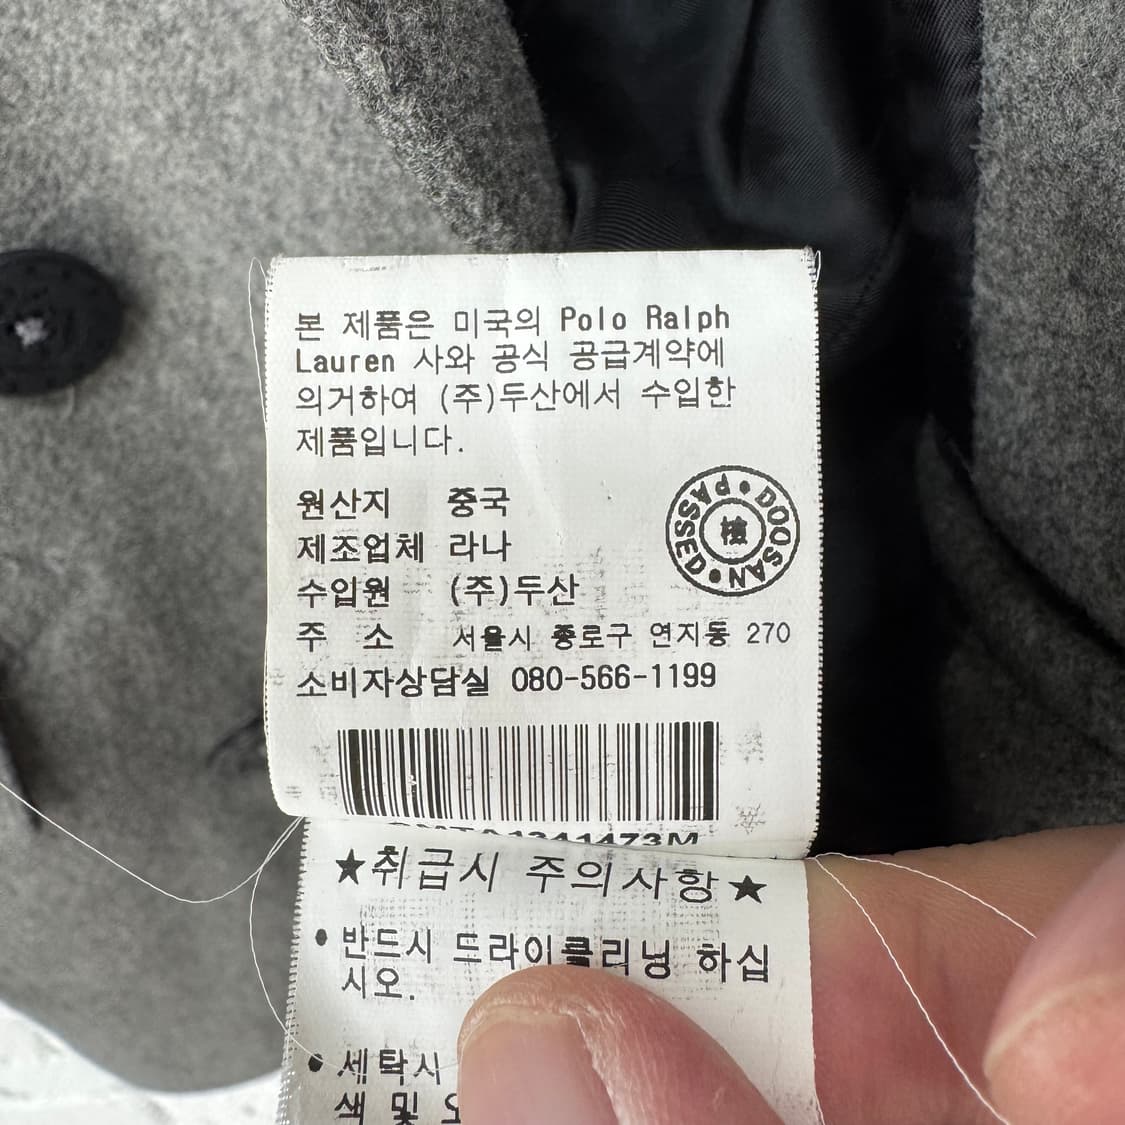 본 제품은 미국의 Polo Ralph
Lauren 사와 공식 공급계약에
의거하여 (주)두산에서 수입한
제품입니다.
원산지 중국
제조업체 라나
수입원 (주)두산
주 소 서울시 종로구 연지동 270
소비자상담실 080-566-1199
DOOSAN • PASSED •
檢
★취급시 주의사항★
• 반드시 드라이클리닝 하십
시오.
• 세탁시
색 및